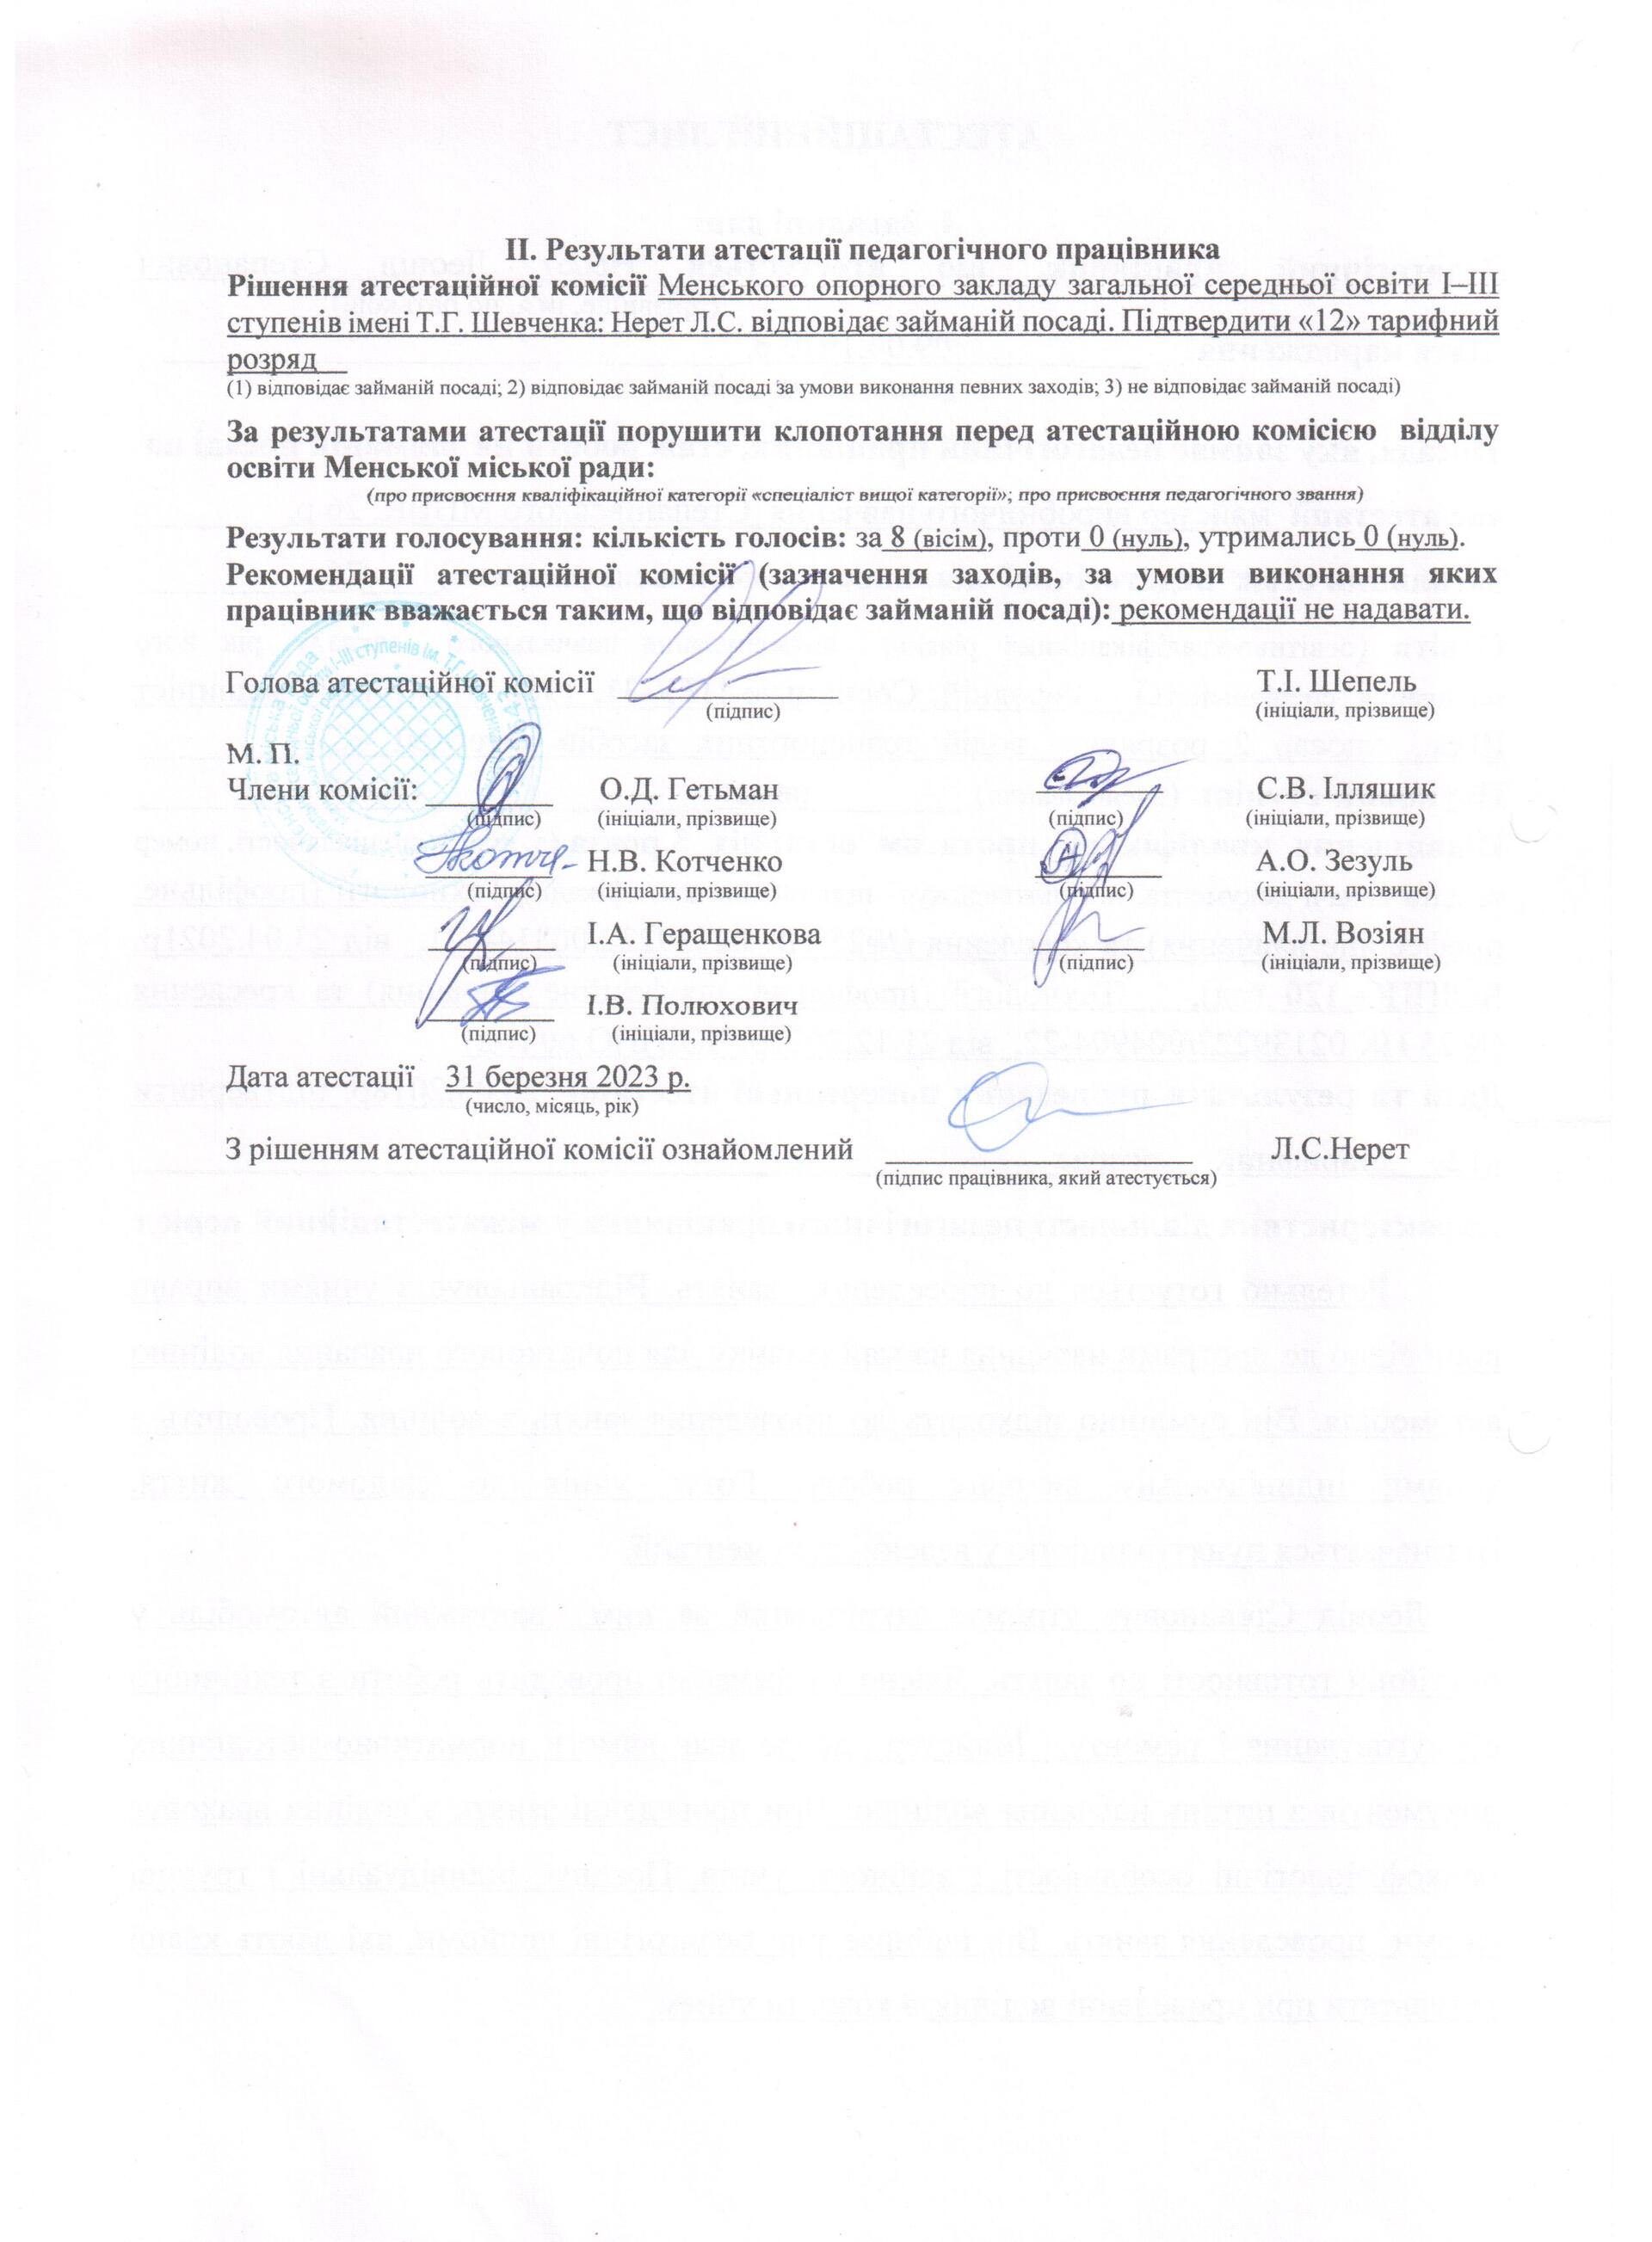 ІІ. Результати атестації педагогічного працівника
Рішення атестаційної комісії Менського опорного закладу загальної середньої освіти І–ІІІ
ступенів імені Т.Г. Шевченка: Нерет Л.С. відповідає займаній посаді. Підтвердити «12» тарифний
розряд
(1) відповідає займаній посаді; 2) відповідає займаній посаді за умови виконання певних заходів; 3) не відповідає займаній посаді)
За результатами атестації порушити клопотання перед атестаційною комісією відділу
освіти Менської міської ради:
(про присвоєння кваліфікаційної категорії «спеціаліст вищої категорії»; про присвоєння педагогічного звання)
Результати голосування: кількість голосів: за 8 (вісім), проти 0 (нуль), утримались 0 (нуль).
Рекомендації атестаційної комісії (зазначення заходів, за умови виконання яких
працівник вважається таким, що відповідає займаній посаді): рекомендації не надавати.
Голова атестаційної комісії Т.І. Шепель
(підпис) (ініціали, прізвище)
М. П.
Члени комісії: О.Д. Гетьман С.В. Ілляшик
(підпис) (ініціали, прізвище) (підпис) (ініціали, прізвище)
Н.В. Котченко А.О. Зезуль
(підпис) (ініціали, прізвище) (підпис) (ініціали, прізвище)
І.А. Геращенкова М.Л. Возіян
(підпис) (ініціали, прізвище) (підпис) (ініціали, прізвище)
І.В. Полюхович
(підпис) (ініціали, прізвище)
Дата атестації 31 березня 2023 р.
(число, місяць, рік)
З рішенням атестаційної комісії ознайомлений Л.С.Нерет
(підпис працівника, який атестується)